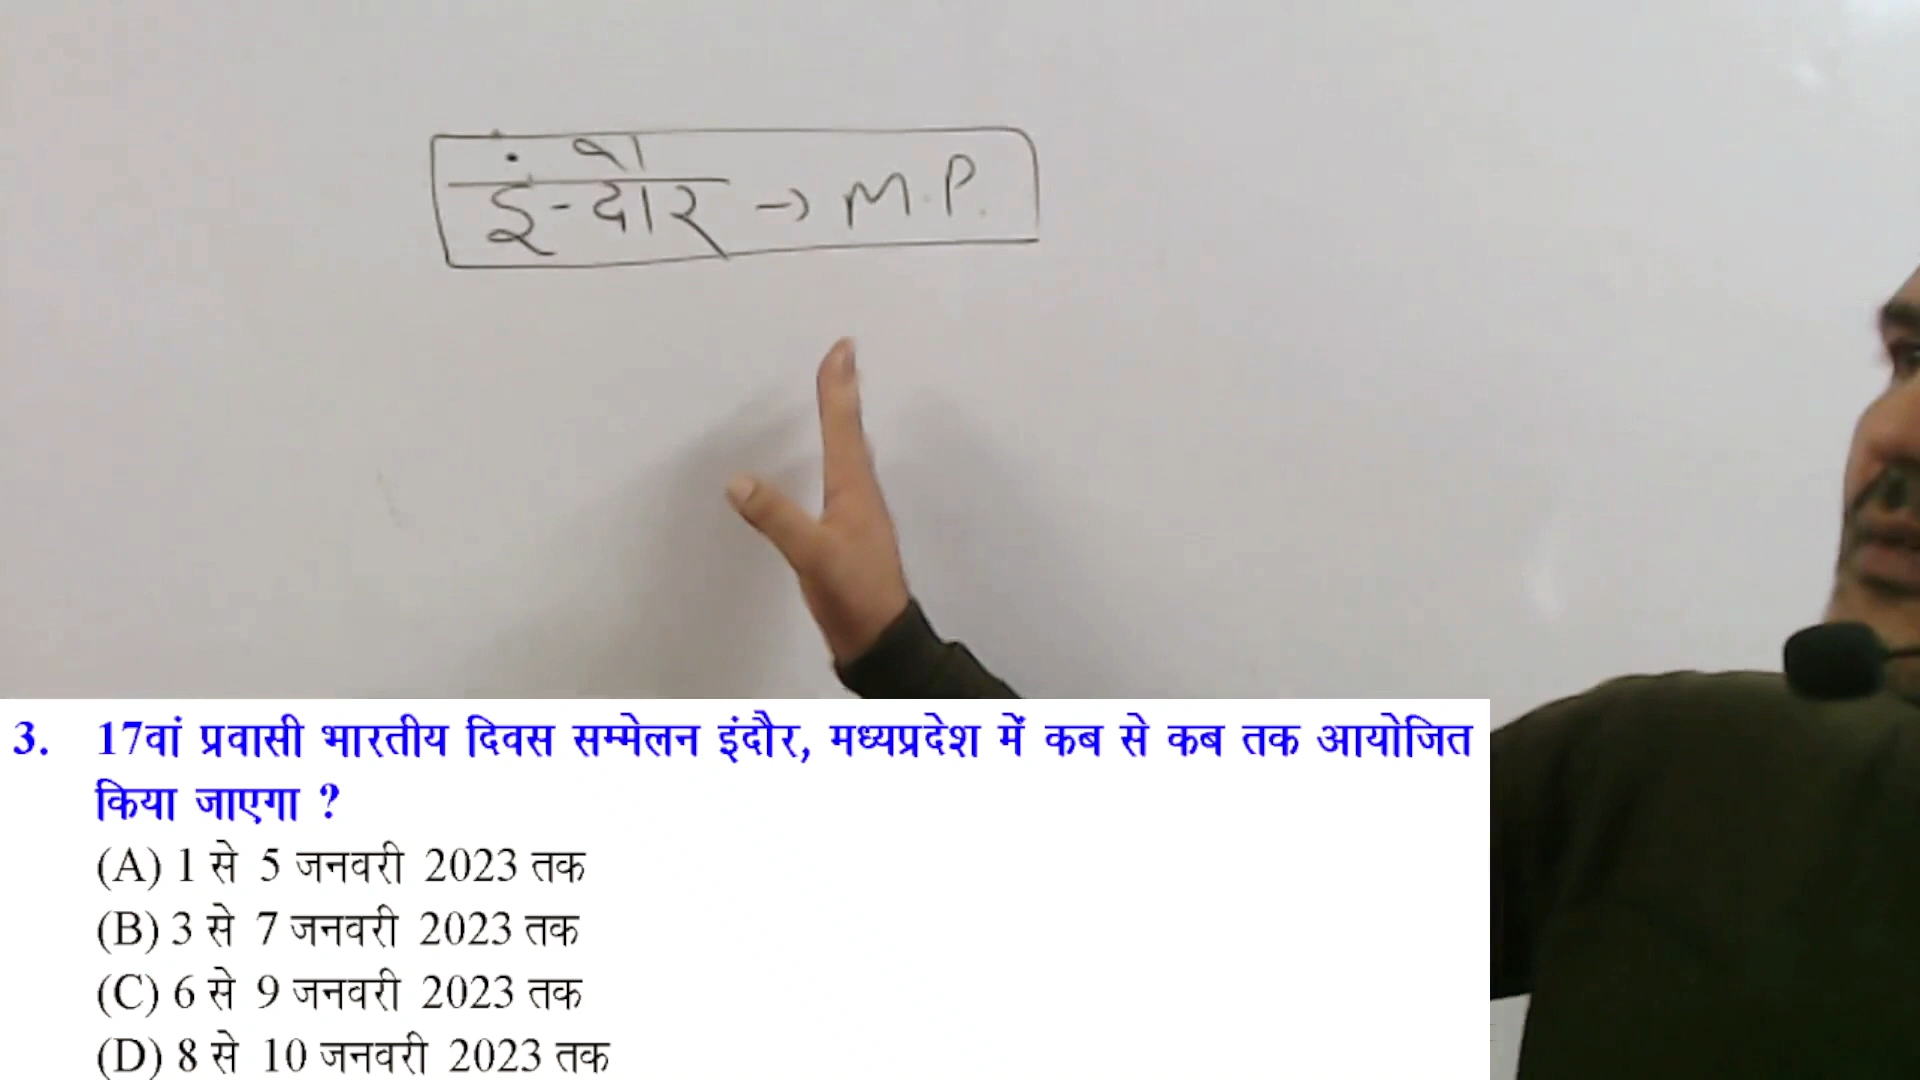 इन्दौर → M.P.
3. 17वां प्रवासी भारतीय दिवस सम्मेलन इंदौर, मध्यप्रदेश में कब से कब तक आयोजित
किया जाएगा ?
(A) 1 से 5 जनवरी 2023 तक
(B) 3 से 7 जनवरी 2023 तक
(C) 6 से 9 जनवरी 2023 तक
(D) 8 से 10 जनवरी 2023 तक